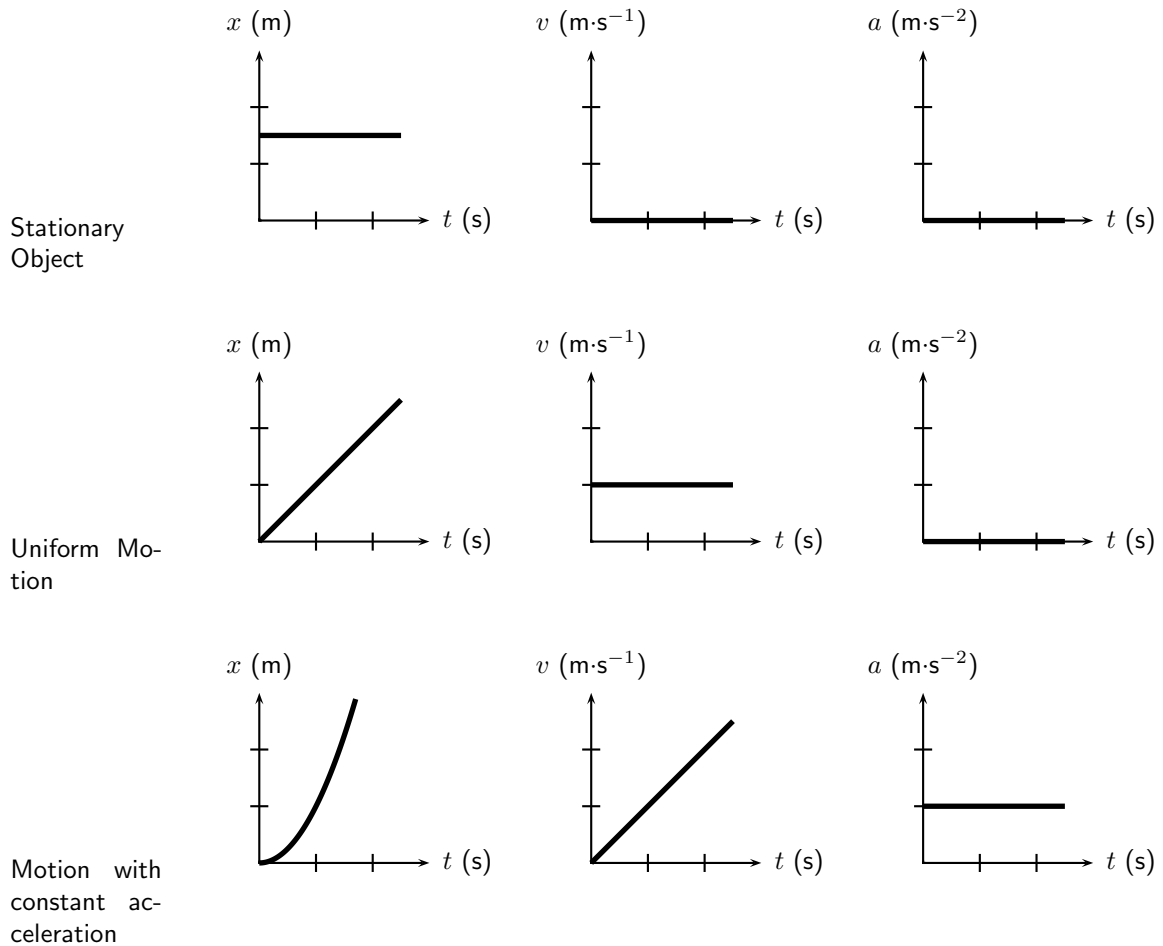 x (m)
v (m·s⁻¹)
a (m·s⁻²)
t (s)
t (s)
t (s)
Stationary
Object
x (m)
v (m·s⁻¹)
a (m·s⁻²)
t (s)
t (s)
t (s)
Uniform Mo-
tion
x (m)
v (m·s⁻¹)
a (m·s⁻²)
t (s)
t (s)
t (s)
Motion with
constant ac-
celeration